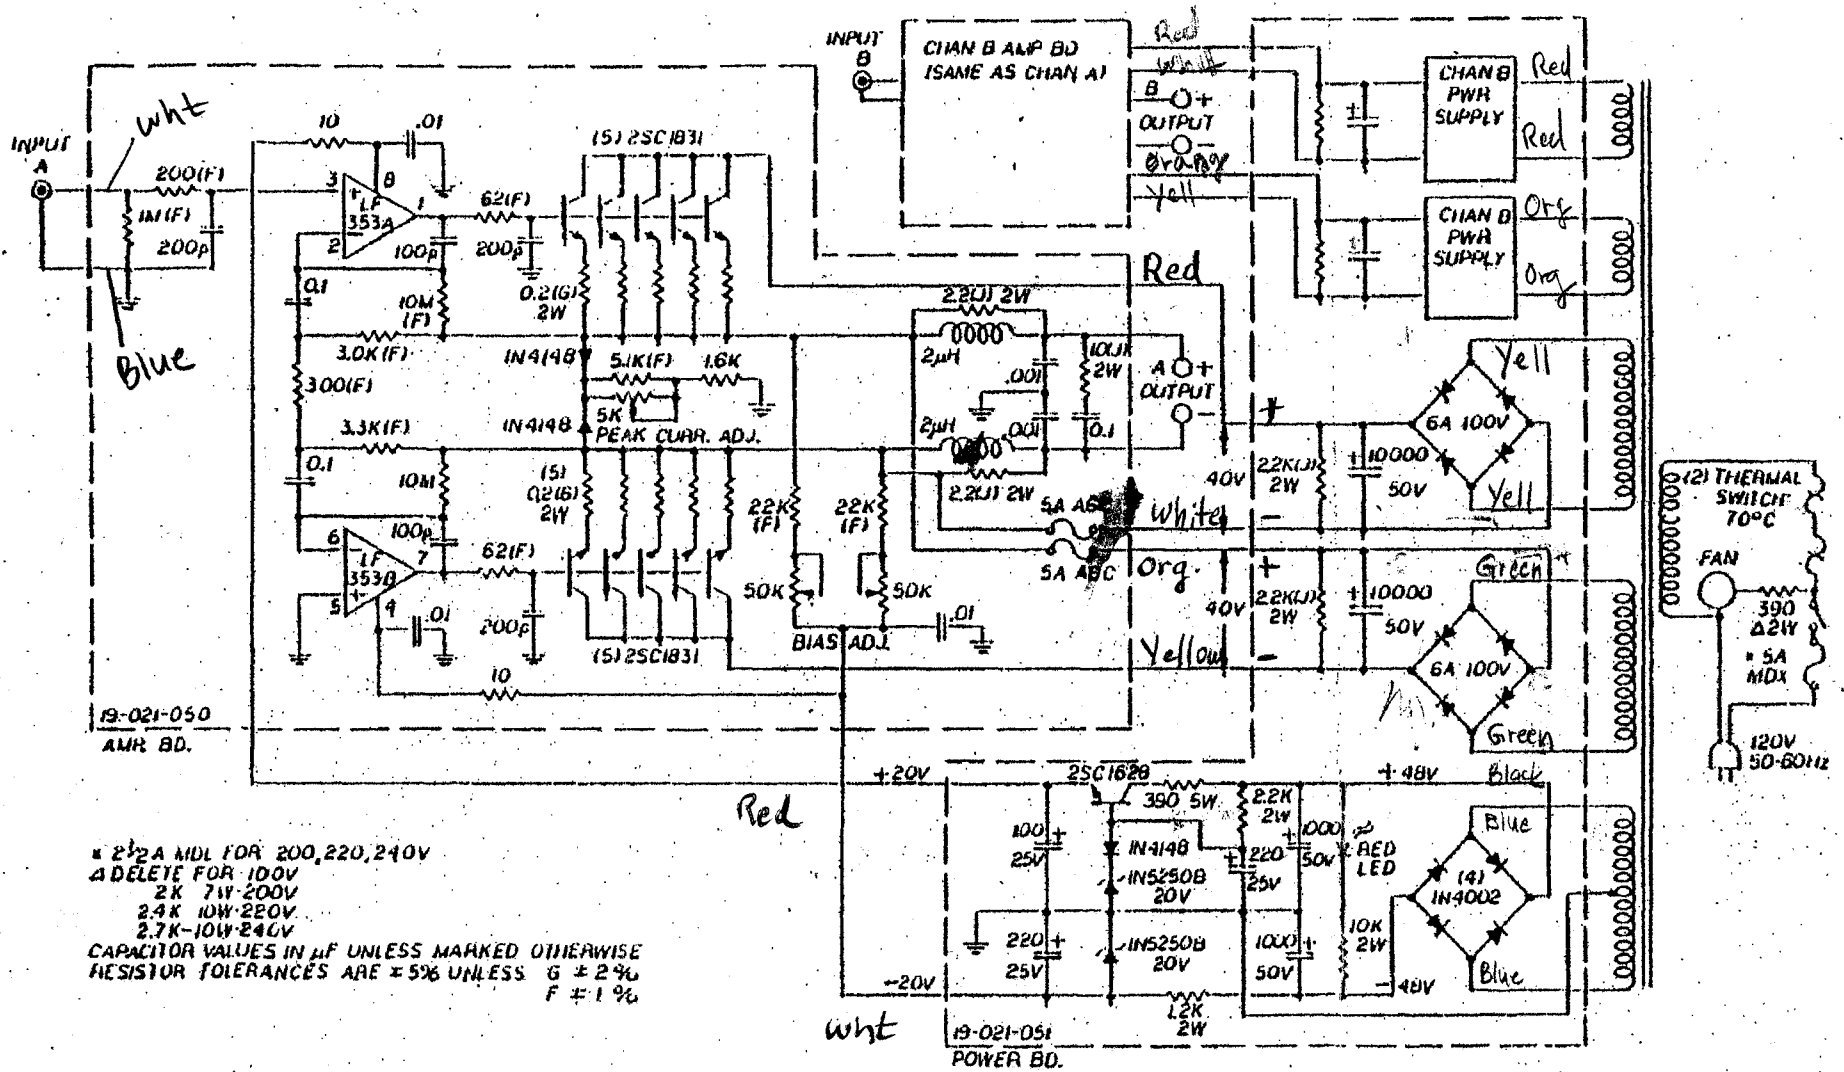 INPUT
A
wht
Blue
200(F)
1M(F)
200p
10
.01
3
8
+
LF
353A
1
2
−
100p
62(F)
200p
(5) 2SC1831
0.1
10M
(F)
0.2(G)
2W
3.0K(F)
300(F)
3.3K(F)
0.1
10M
1N4148
5.1K(F)
1.6K
5K
PEAK CURR. ADJ.
1N4148
(5)
0.2(G)
2W
6
−
LF
353B
+
5
7
4
100p
62(F)
200p
.01
(5) 2SC1831
10
22K
(F)
22K
(F)
50K
50K
BIAS ADJ.
.01
2.2(J) 2W
2µH
.001
2µH
.001
2.2(J) 2W
2W
0.1
A
+
OUTPUT
−
5A
5A ABC
19-021-050
INPUT
B
CHAN B AMP BD
(SAME AS CHAN A)
Red
B
+
OUTPUT
−
Orange
Yell
CHAN B
PWR
SUPPLY
Red
Red
CHAN B
PWR
SUPPLY
Org
Org
Red
White
Org.
Yellow
+
−
+
−
40V
40V
2.2K(J)
2W
10000
50V
6A 100V
Yell
Yell
2.2K(J)
2W
10000
50V
6A 100V
Green
Green
(2) THERMAL
SWITCH
70°C
FAN
390
Δ2W
* 5A
MDX
120V
50-60Hz
+20V
Red
2SC1628
390 5W
2.2K
2W
+48V
Black
100
25V
1N4148
1N5250B
20V
220
25V
1000
50V
RED
LED
Blue
(4)
1N4002
Blue
220
25V
1N5250B
20V
1000
50V
10K
2W
−20V
wht
1.2K
2W
−48V
19-021-051
POWER BD.
* 2½A MDL FOR 200,220,240V
Δ DELETE FOR 100V
2K 7W-200V
2.4K 10W-220V
2.7K-10W-240V
CAPACITOR VALUES IN µF UNLESS MARKED OTHERWISE
RESISTOR TOLERANCES ARE ±5% UNLESS G ±2%
F ±1%